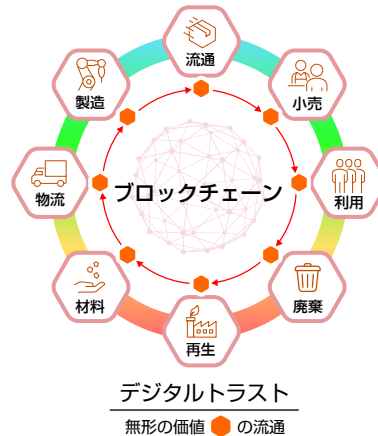 流通
小売
利用
廃棄
再生
材料
物流
製造
ブロックチェーン
デジタルトラスト
無形の価値 の流通